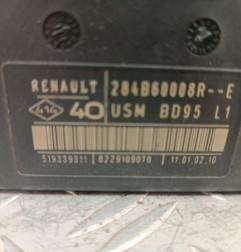 RENAULT 284B60008R--E
40 USM BD95 L1
519339311 8229109070 11.01.02.10